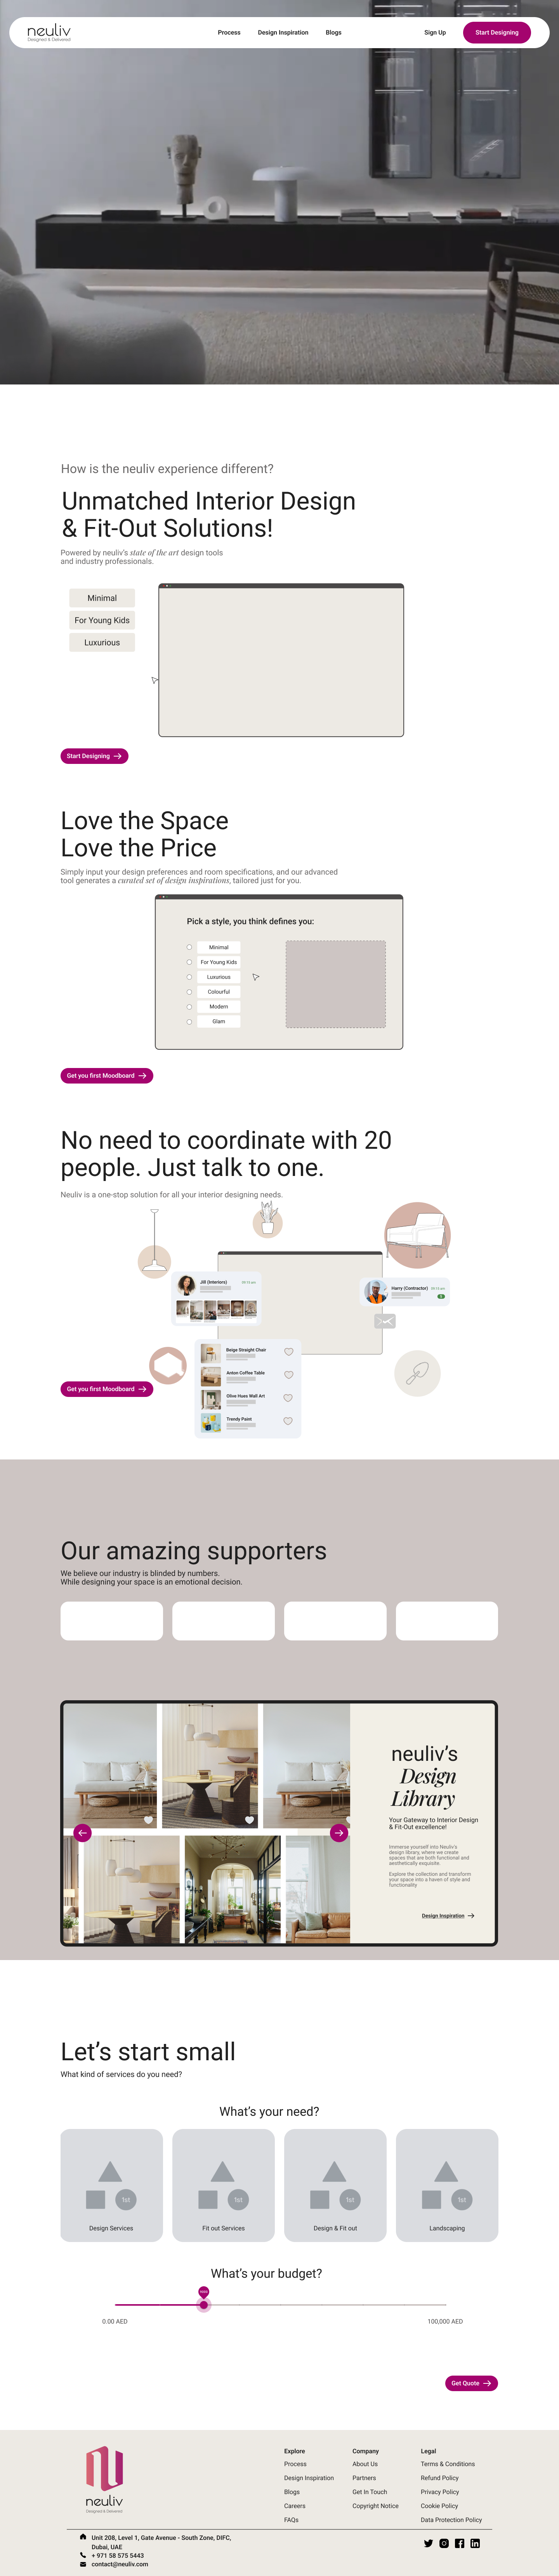 neuliv
Designed & Delivered
Process
Design Inspiration
Blogs
Sign Up
Start Designing
How is the neuliv experience different?
Unmatched Interior Design
& Fit-Out Solutions!
Powered by neuliv's state of the art design tools
and industry professionals.
Minimal
For Young Kids
Luxurious
Start Designing
Love the Space
Love the Price
Simply input your design preferences and room specifications, and our advanced
tool generates a curated set of design inspirations, tailored just for you.
Pick a style, you think defines you:
Minimal
For Young Kids
Luxurious
Colourful
Modern
Glam
Get you first Moodboard
No need to coordinate with 20
people. Just talk to one.
Neuliv is a one-stop solution for all your interior designing needs.
Jill (Interiors)
Harry (Contractor)
Beige Straight Chair
Anton Coffee Table
Olive Hues Wall Art
Trendy Paint
Get you first Moodboard
Our amazing supporters
We believe our industry is blinded by numbers.
While designing your space is an emotional decision.
neuliv's
Design
Library
Your Gateway to Interior Design
& Fit-Out excellence!
Immerse yourself into Neuliv's
design library, where we create
spaces that are both functional and
aesthetically exquisite.
Explore the collection and transform
your space into a haven of style and
functionality
Design Inspiration
Let's start small
What kind of services do you need?
What's your need?
1st
Design Services
1st
Fit out Services
1st
Design & Fit out
1st
Landscaping
What's your budget?
0.00 AED
100,000 AED
Get Quote
neuliv
Designed & Delivered
Explore
Process
Design Inspiration
Blogs
Careers
FAQs
Company
About Us
Partners
Get In Touch
Copyright Notice
Legal
Terms & Conditions
Refund Policy
Privacy Policy
Cookie Policy
Data Protection Policy
Unit 208, Level 1, Gate Avenue - South Zone, DIFC,
Dubai, UAE
+ 971 58 575 5443
contact@neuliv.com